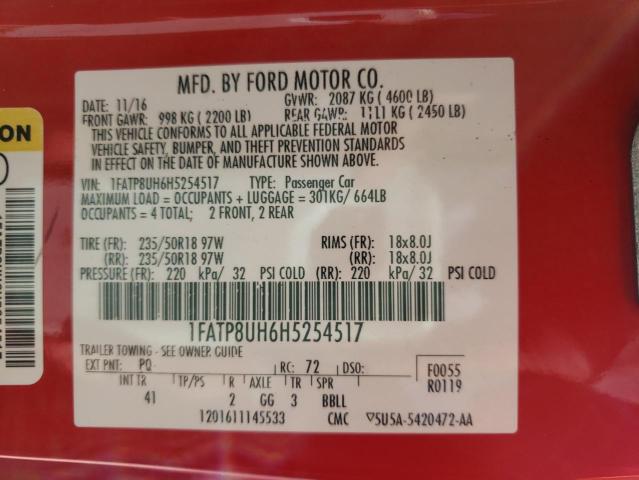 MFD. BY FORD MOTOR CO.
DATE: 11/16 GVWR: 2087 KG ( 4600 LB)
FRONT GAWR: 998 KG ( 2200 LB) REAR GAWR: 1111 KG ( 2450 LB)
THIS VEHICLE CONFORMS TO ALL APPLICABLE FEDERAL MOTOR
VEHICLE SAFETY, BUMPER, AND THEFT PREVENTION STANDARDS
IN EFFECT ON THE DATE OF MANUFACTURE SHOWN ABOVE.
VIN: 1FATP8UH6H5254517 TYPE: Passenger Car
MAXIMUM LOAD = OCCUPANTS + LUGGAGE = 301KG/ 664LB
OCCUPANTS = 4 TOTAL; 2 FRONT, 2 REAR
TIRE (FR): 235/50R18 97W RIMS (FR): 18x8.0J
(RR): 235/50R18 97W (RR): 18x8.0J
PRESSURE (FR): 220 kPa/ 32 PSI COLD (RR): 220 kPa/ 32 PSI COLD
1FATP8UH6H5254517
TRAILER TOWING - SEE OWNER GUIDE
EXT PNT: PQ RC: 72 DSO: F0055
INT TR TP/PS R AXLE TR SPR R0119
41 2 GG 3 BBLL
1201611145533 CMC 5U5A-5420472-AA
ON